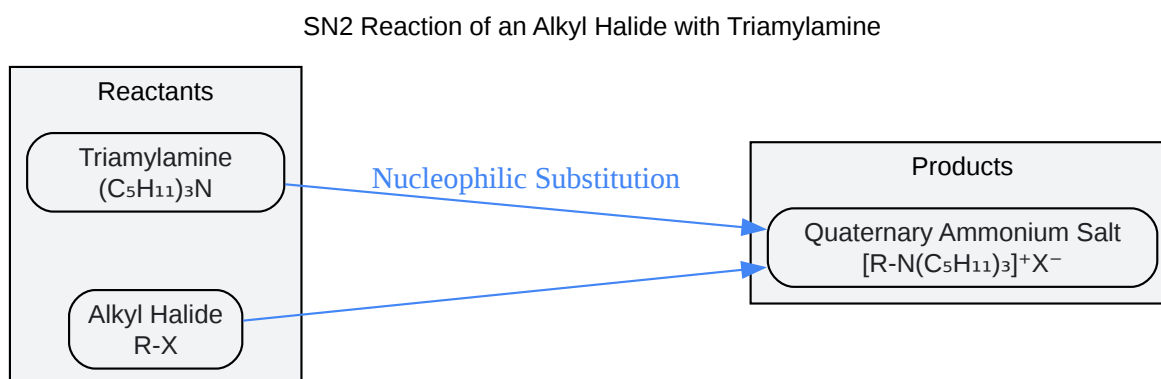 SN2 Reaction of an Alkyl Halide with Triamylamine
Reactants
Triamylamine
(C₅H₁₁)₃N
Alkyl Halide
R-X
Nucleophilic Substitution
Products
Quaternary Ammonium Salt
[R-N(C₅H₁₁)₃]⁺X⁻